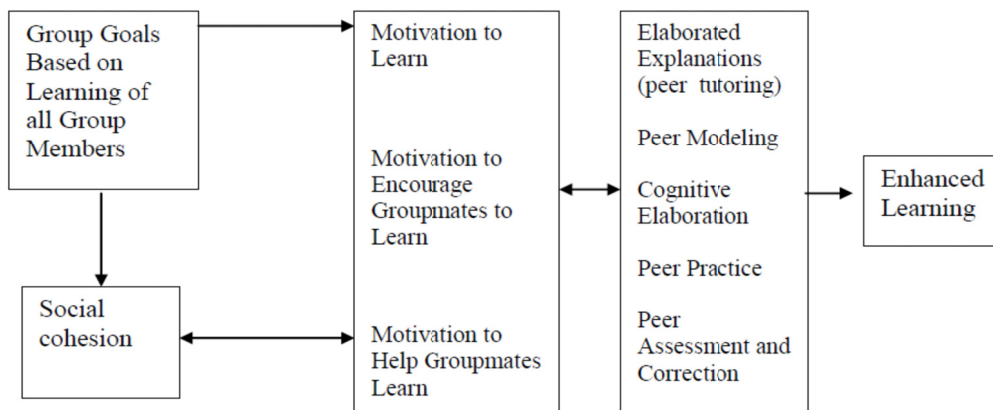 Group Goals
Based on
Learning of
all Group
Members
Social
cohesion
Motivation to
Learn
Motivation to
Encourage
Groupmates to
Learn
Motivation to
Help Groupmates
Learn
Elaborated
Explanations
(peer tutoring)
Peer Modeling
Cognitive
Elaboration
Peer Practice
Peer
Assessment and
Correction
Enhanced
Learning